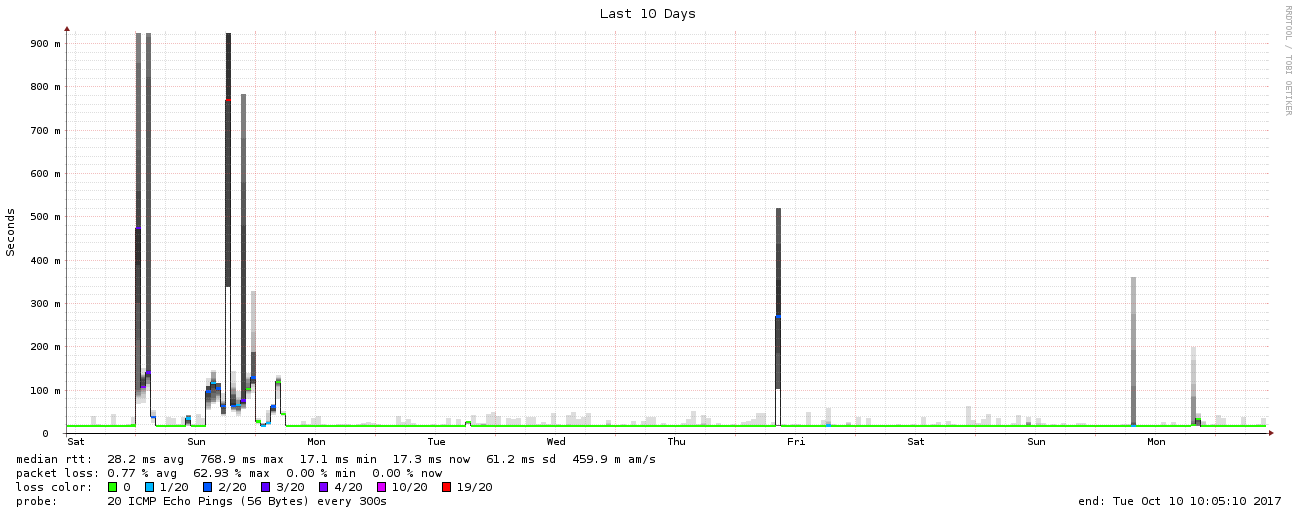 Last 10 Days
RRDTOOL / TOBI OETIKER
Seconds
900 m
800 m
700 m
600 m
500 m
400 m
300 m
200 m
100 m
0
Sat Sun Mon Tue Wed Thu Fri Sat Sun Mon
median rtt: 28.2 ms avg 768.9 ms max 17.1 ms min 17.3 ms now 61.2 ms sd 459.9 m am/s
packet loss: 0.77 % avg 62.93 % max 0.00 % min 0.00 % now
loss color: 0 1/20 2/20 3/20 4/20 10/20 19/20
probe: 20 ICMP Echo Pings (56 Bytes) every 300s end: Tue Oct 10 10:05:10 2017